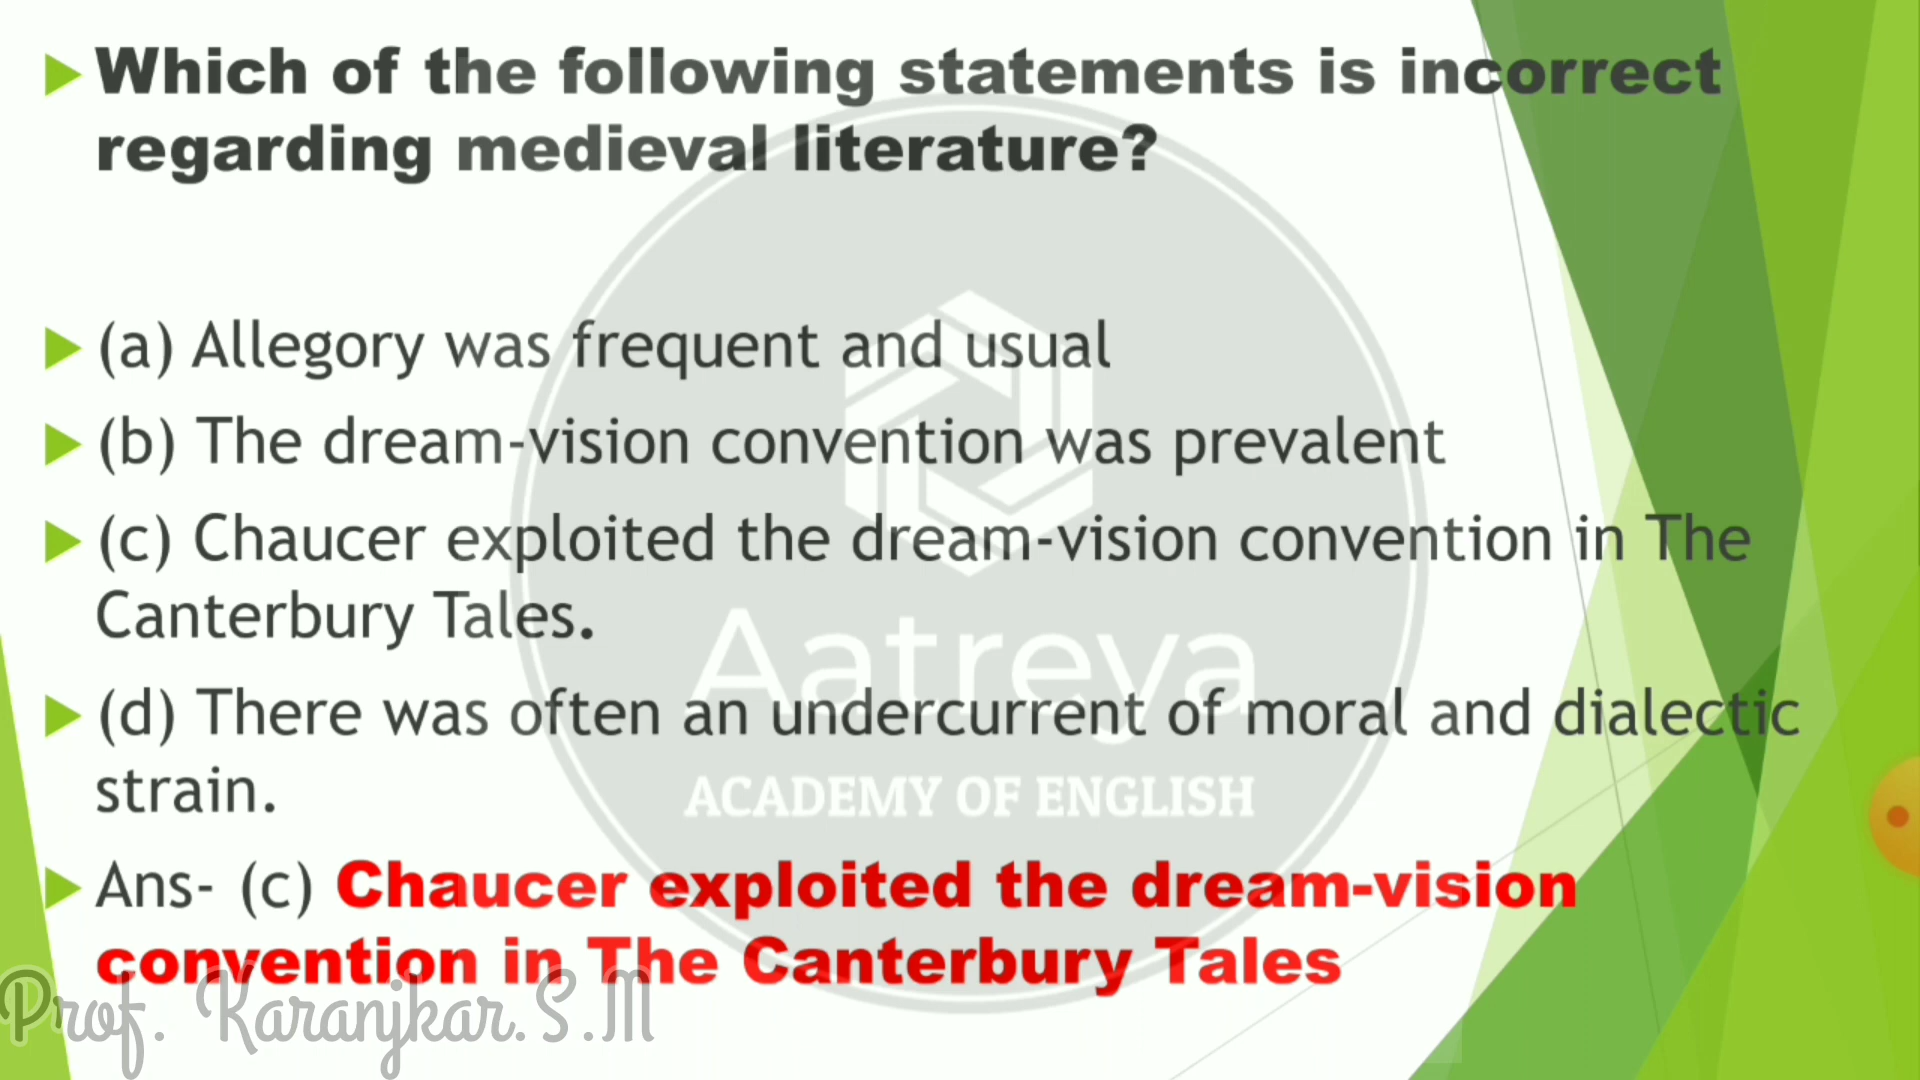 Which of the following statements is incorrect
regarding medieval literature?
(a) Allegory was frequent and usual
(b) The dream-vision convention was prevalent
(c) Chaucer exploited the dream-vision convention in The
Canterbury Tales.
(d) There was often an undercurrent of moral and dialectic
strain.
Aatreya
ACADEMY OF ENGLISH
Ans- (c) Chaucer exploited the dream-vision
convention in The Canterbury Tales
Prof. Karanjkar.S.M